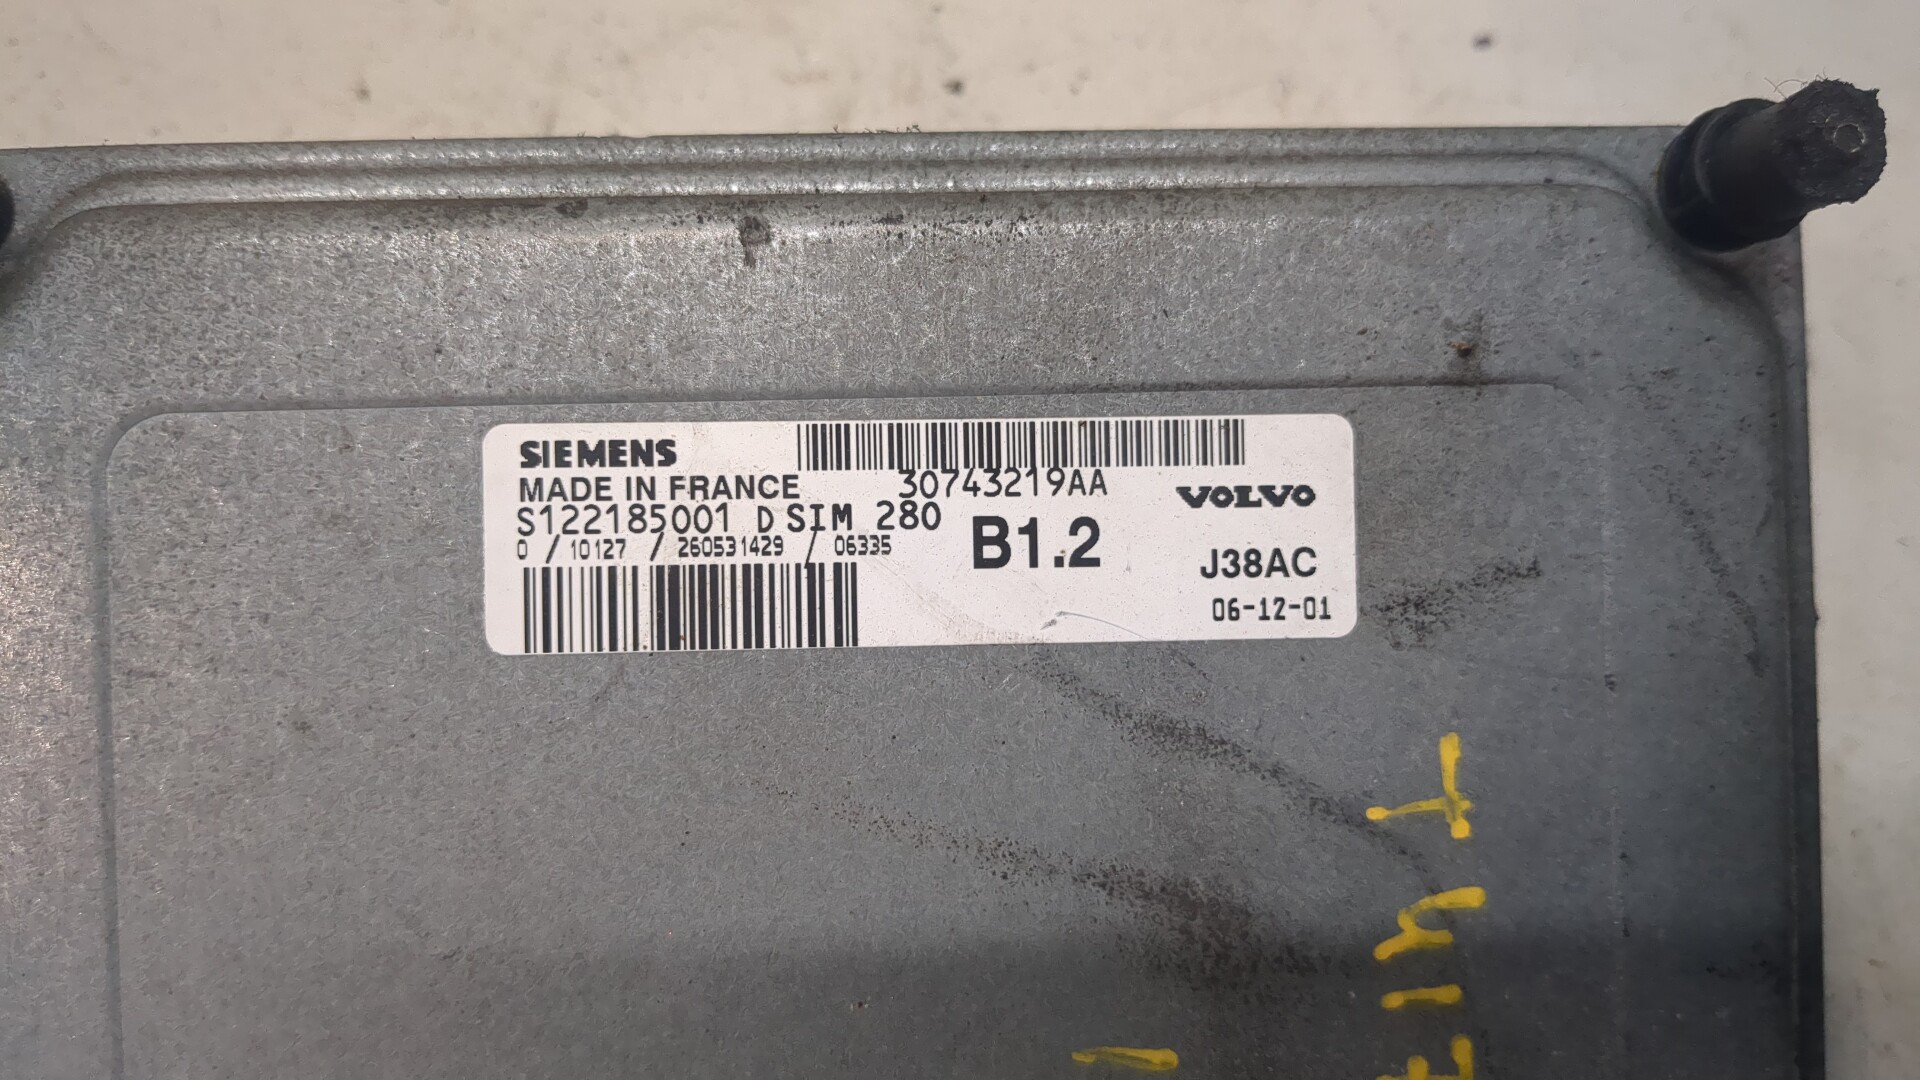 SIEMENS
MADE IN FRANCE 30743219AA VOLVO
S122185001 D SIM 280
0 / 10127 / 260531429 / 06335
B1.2
J38AC
06-12-01